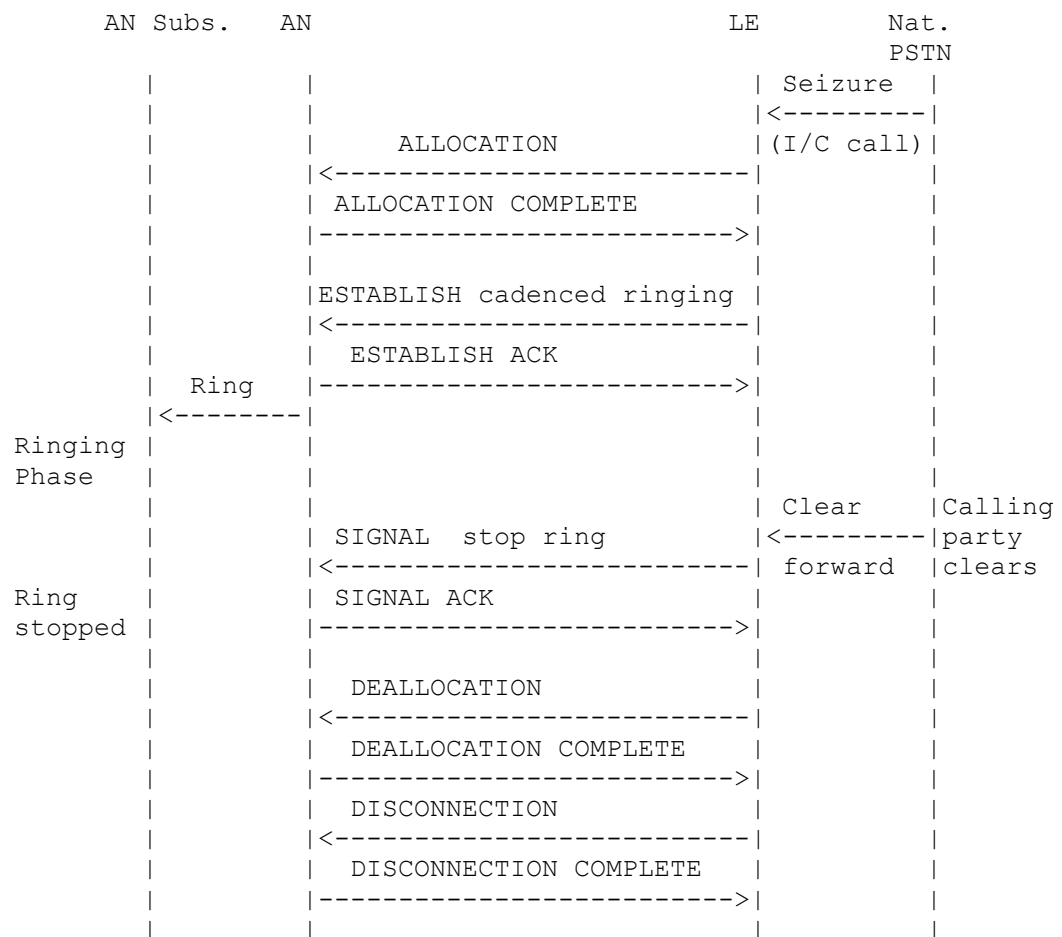 AN Subs. AN LE Nat.
PSTN
Seizure
ALLOCATION (I/C call)
ALLOCATION COMPLETE
ESTABLISH cadenced ringing
ESTABLISH ACK
Ring
Ringing
Phase
Clear Calling
SIGNAL stop ring party
forward clears
Ring SIGNAL ACK
stopped
DEALLOCATION
DEALLOCATION COMPLETE
DISCONNECTION
DISCONNECTION COMPLETE